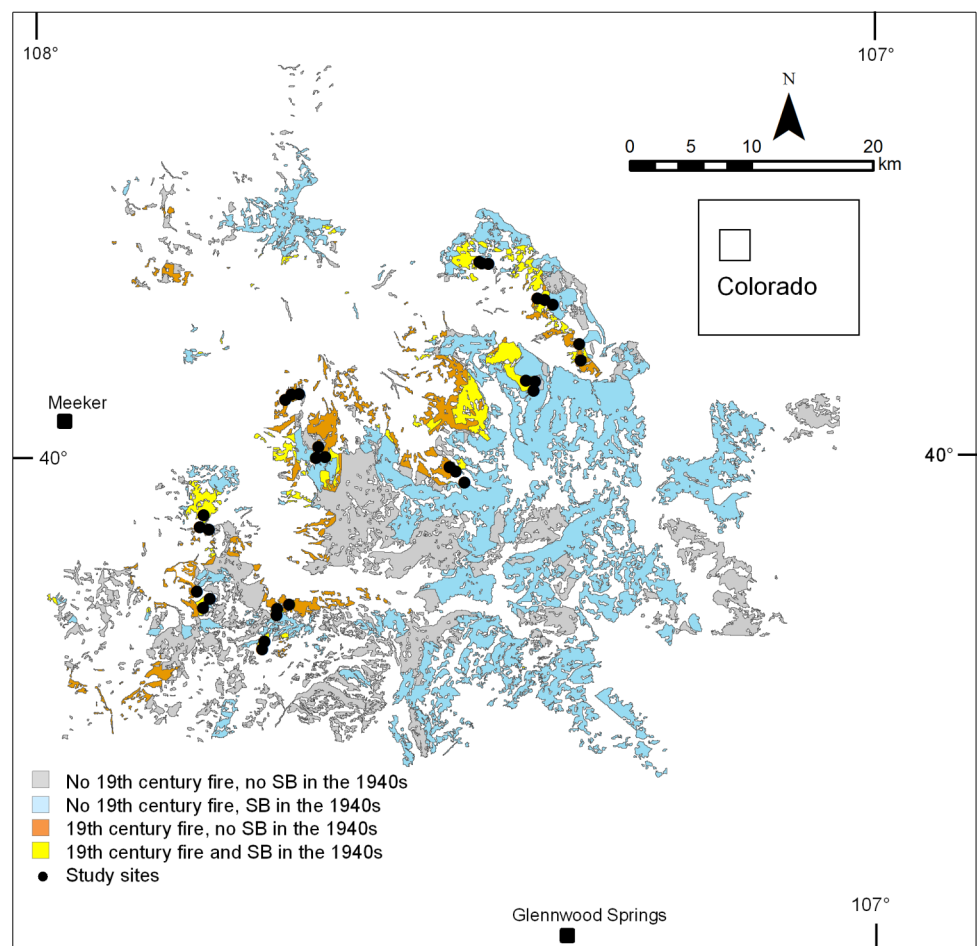 108°
107°
N
0 5 10 20
km
Colorado
Meeker
40°
40°
No 19th century fire, no SB in the 1940s
No 19th century fire, SB in the 1940s
19th century fire, no SB in the 1940s
19th century fire and SB in the 1940s
Study sites
107°
Glennwood Springs